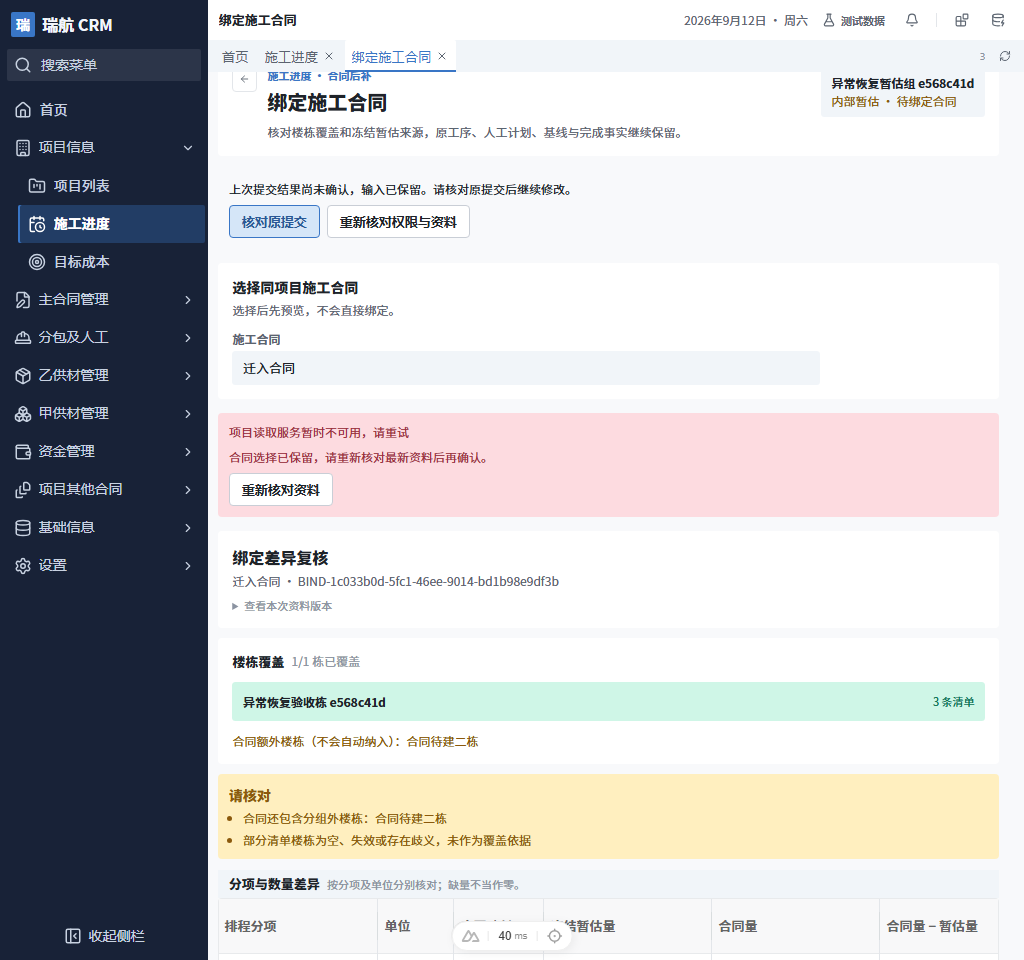 瑞 瑞航 CRM
搜索菜单
首页
项目信息
项目列表
施工进度
目标成本
主合同管理
分包及人工
乙供材管理
甲供材管理
资金管理
项目其他合同
基础信息
设置
收起侧栏
绑定施工合同
2026年9月12日 · 周六 测试数据
首页 施工进度 × 绑定施工合同 × 3
施工进度 · 合同后补
绑定施工合同
核对楼栋覆盖和冻结暂估来源，原工序、人工计划、基线与完成事实继续保留。
异常恢复暂估组 e568c41d
内部暂估 · 待绑定合同
上次提交结果尚未确认，输入已保留。请核对原提交后继续修改。
核对原提交 重新核对权限与资料
选择同项目施工合同
选择后先预览，不会直接绑定。
施工合同
迁入合同
项目读取服务暂时不可用，请重试
合同选择已保留，请重新核对最新资料后再确认。
重新核对资料
绑定差异复核
迁入合同 · BIND-1c033b0d-5fc1-46ee-9014-bd1b98e9df3b
查看本次资料版本
楼栋覆盖 1/1 栋已覆盖
异常恢复验收栋 e568c41d 3 条清单
合同额外楼栋（不会自动纳入）：合同待建二栋
请核对
合同还包含分组外楼栋：合同待建二栋
部分清单楼栋为空、失效或存在歧义，未作为覆盖依据
分项与数量差异 按分项及单位分别核对；缺量不当作零。
排程分项 单位 结暂估量 合同量 合同量 − 暂估量
40 ms